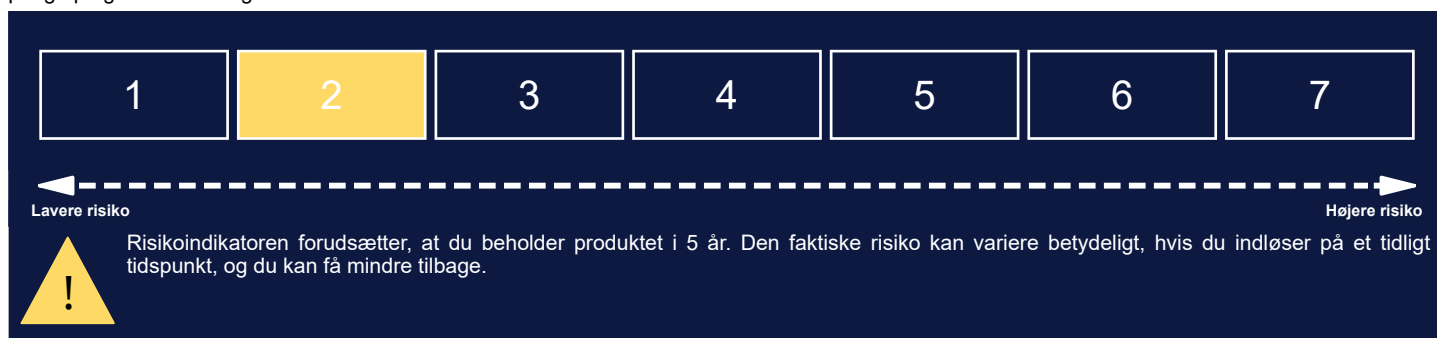 1 2 3 4 5 6 7
Lavere risiko Højere risiko
Risikoindikatoren forudsætter, at du beholder produktet i 5 år. Den faktiske risiko kan variere betydeligt, hvis du indløser på et tidligt
tidspunkt, og du kan få mindre tilbage.
!